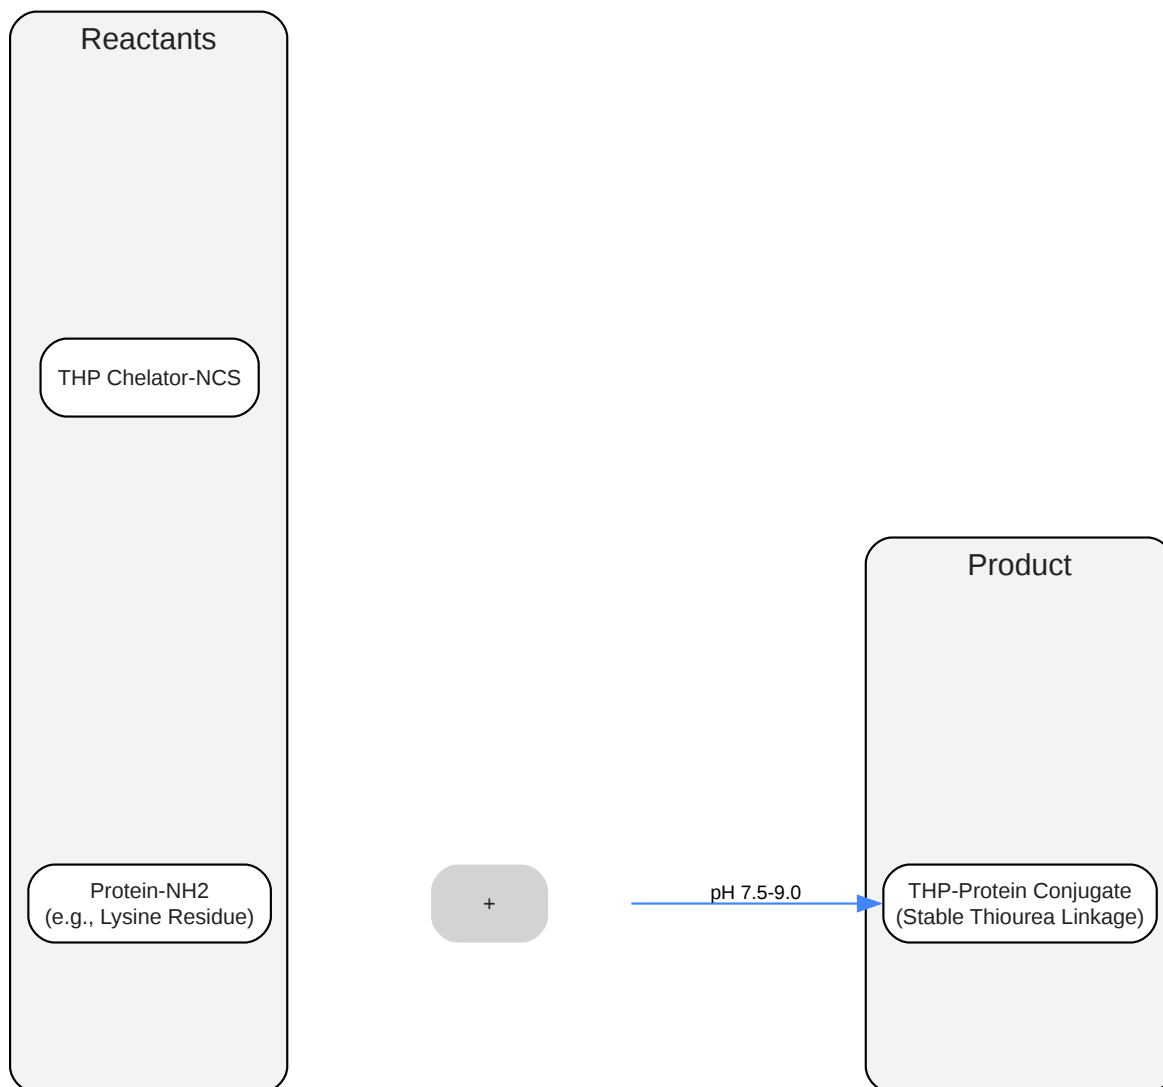 Reactants
THP Chelator-NCS
Protein-NH2
(e.g., Lysine Residue)
+
pH 7.5-9.0
Product
THP-Protein Conjugate
(Stable Thiourea Linkage)